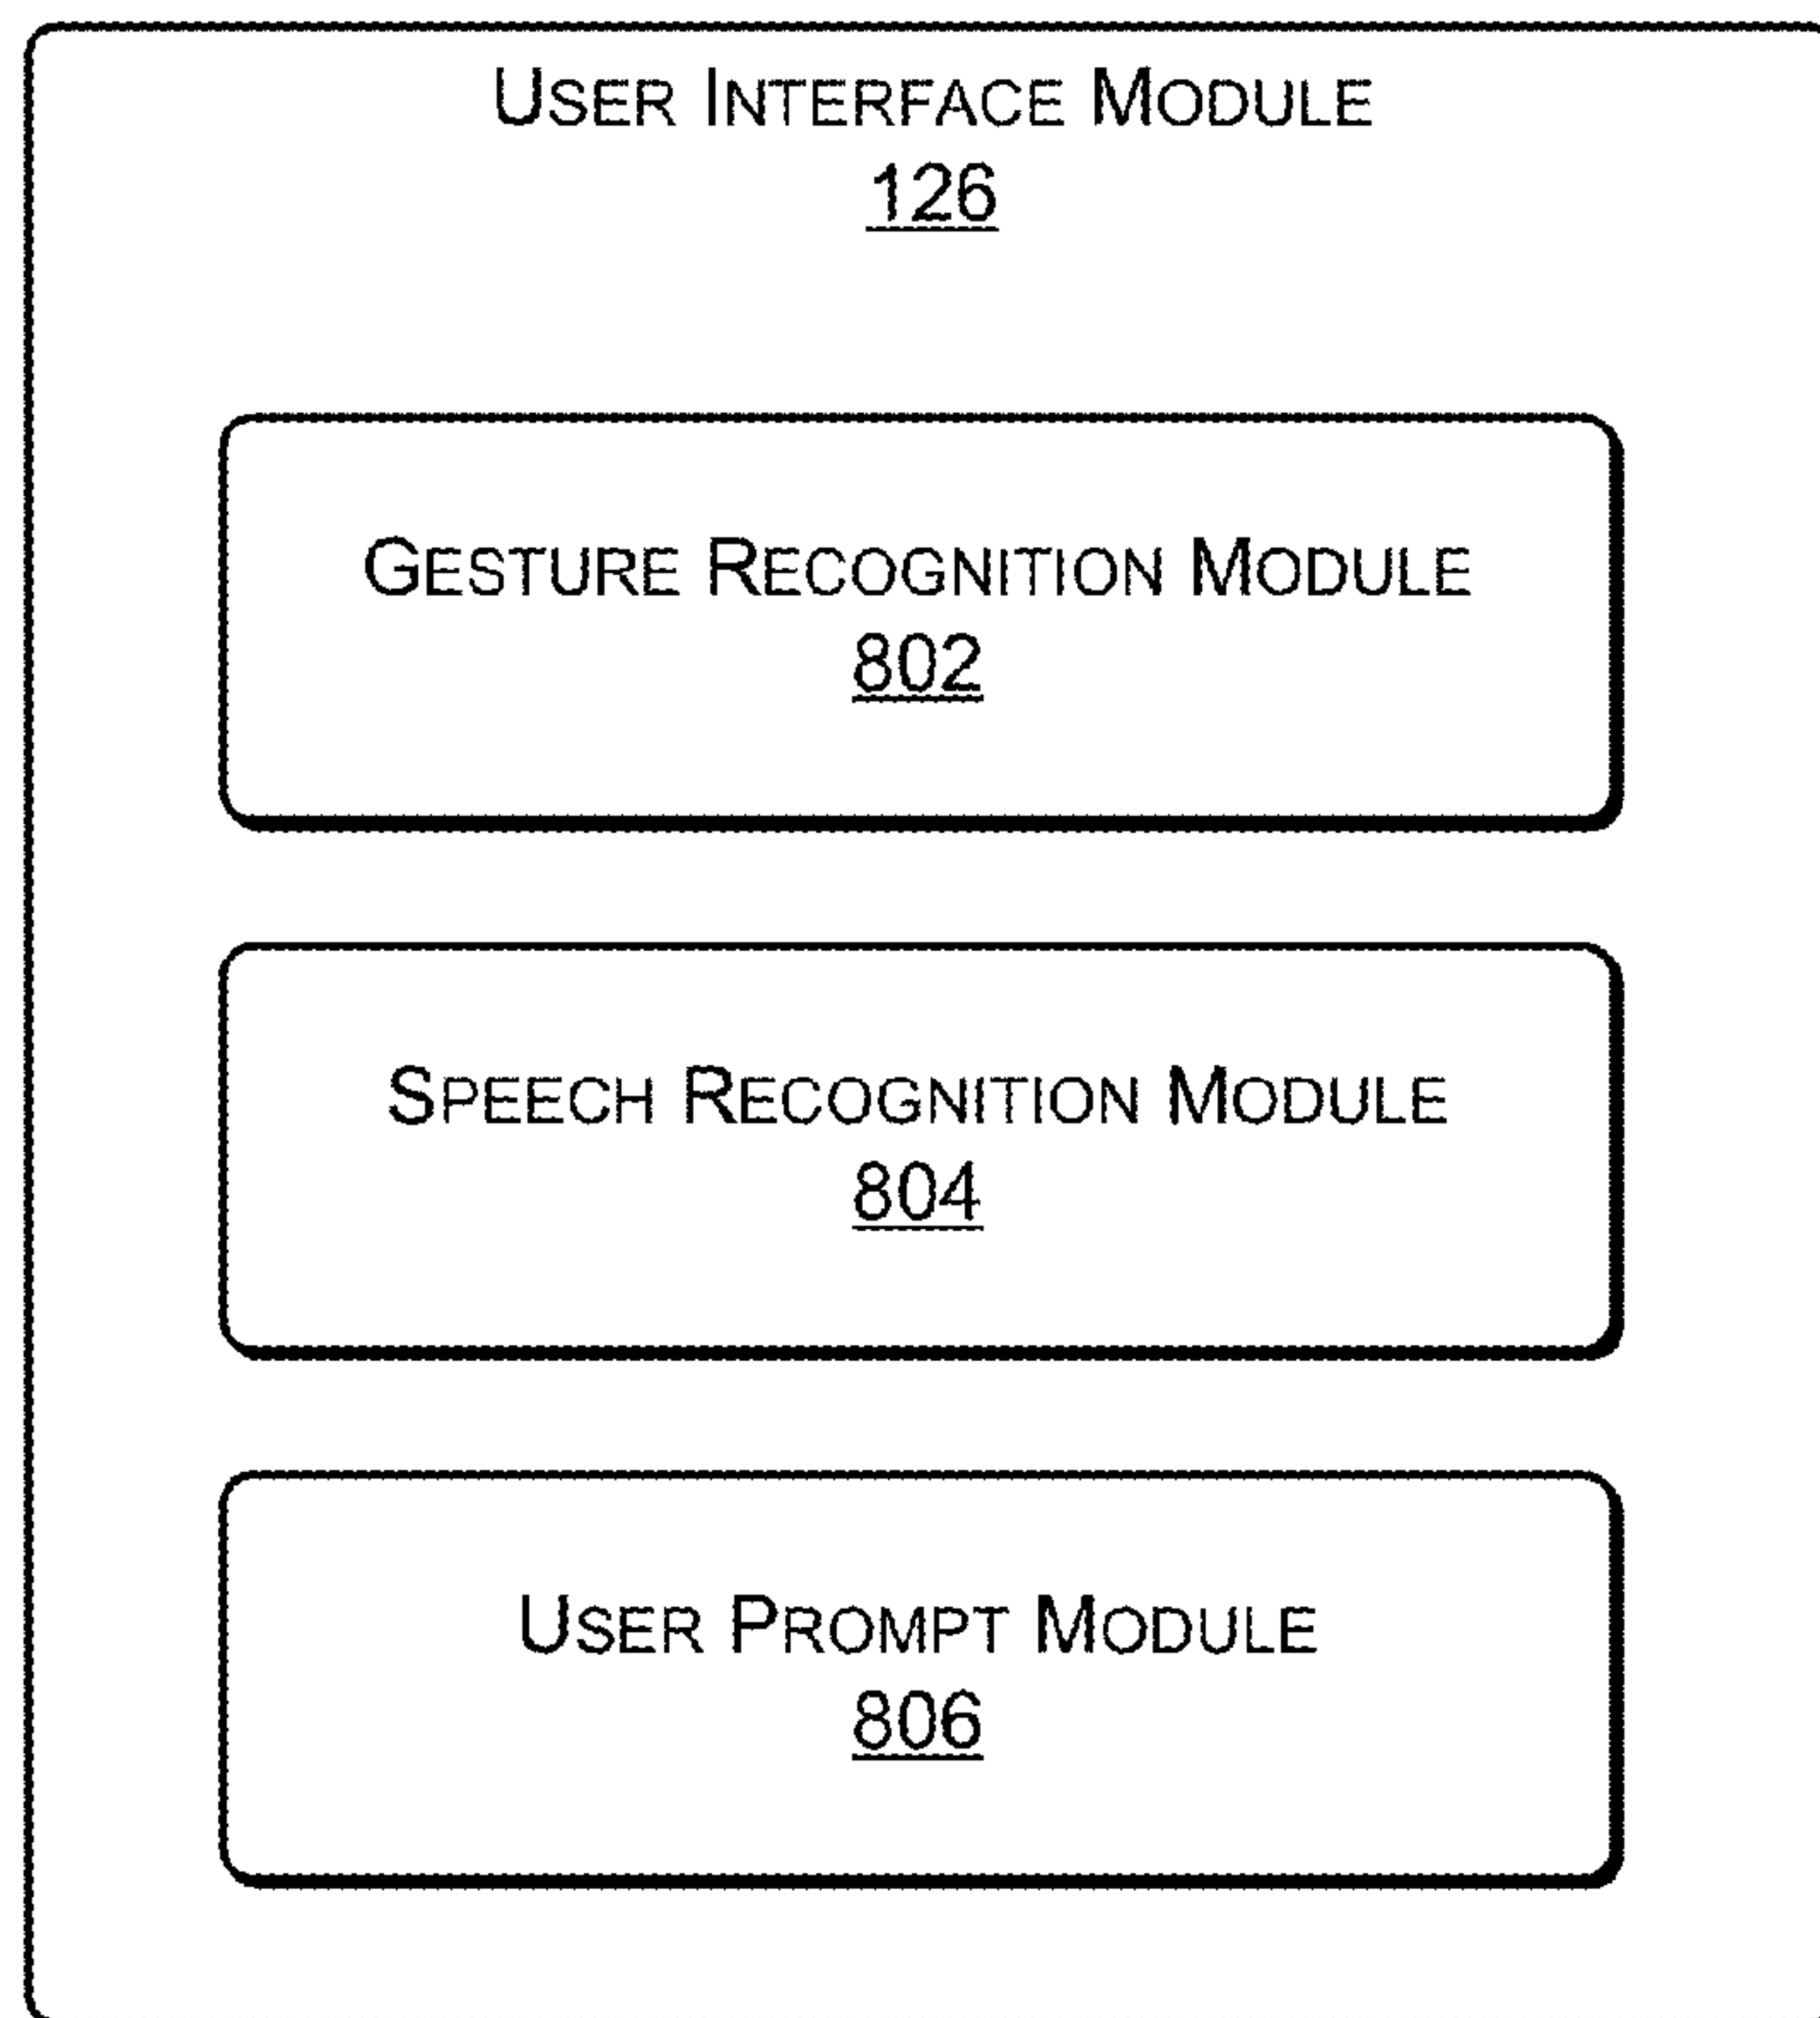 USER INTERFACE MODULE
126
GESTURE RECOGNITION MODULE
802
SPEECH RECOGNITION MODULE
804
USER PROMPT MODULE
806